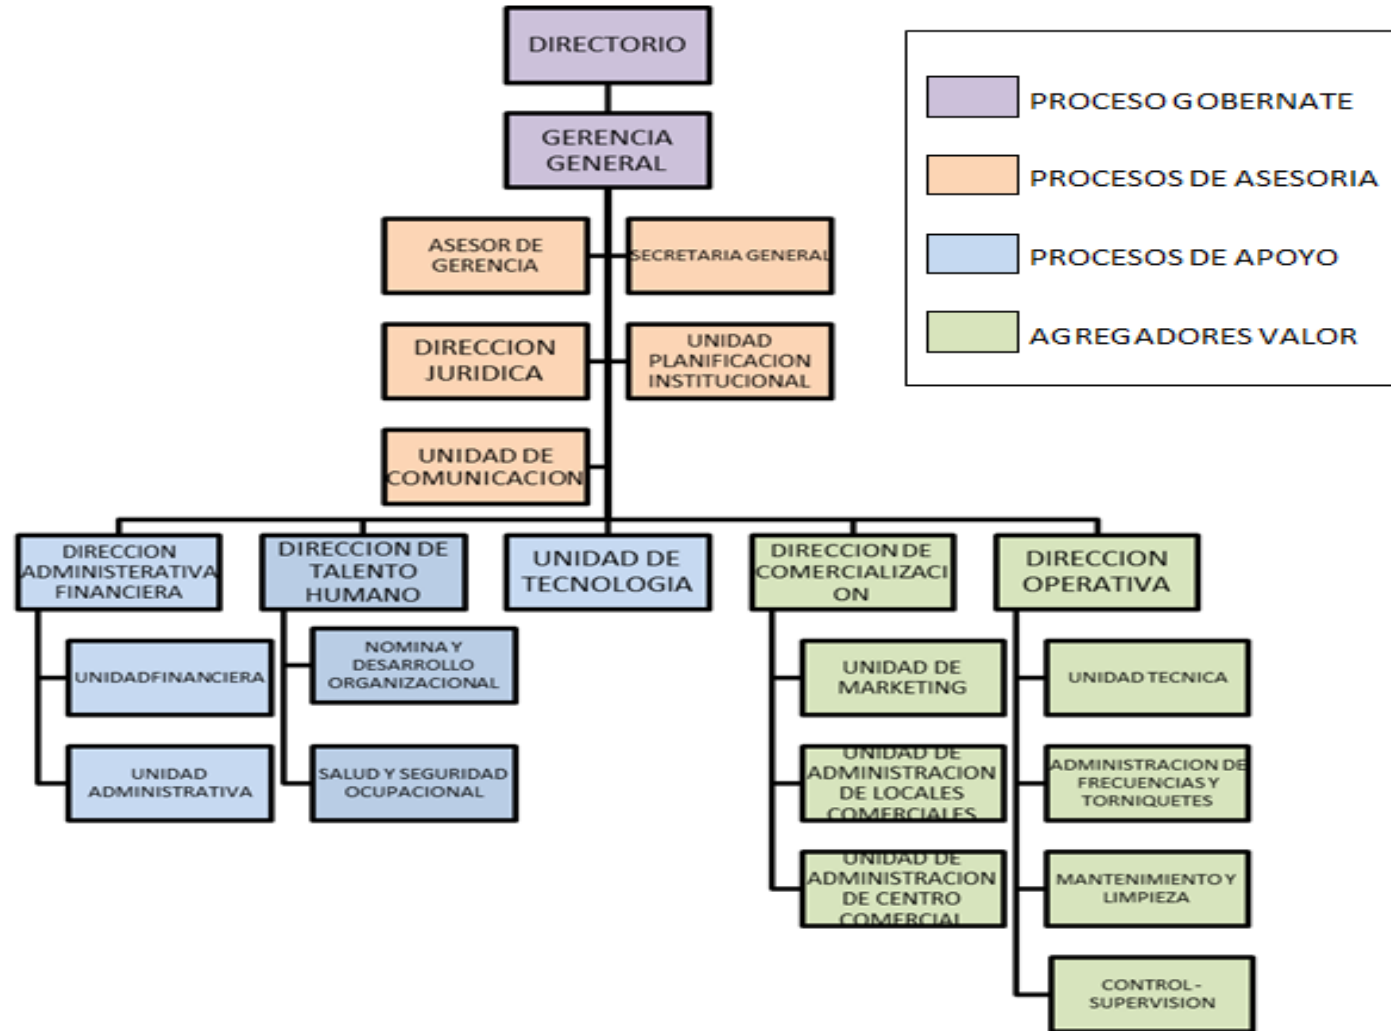 DIRECTORIO
GERENCIA
GENERAL
PROCESO GOBERNATE
PROCESOS DE ASESORIA
PROCESOS DE APOYO
AGREGADORES VALOR
ASESOR DE
GERENCIA
SECRETARIA GENERAL
DIRECCION
JURIDICA
UNIDAD
PLANIFICACION
INSTITUCIONAL
UNIDAD DE
COMUNICACION
DIRECCION
ADMINISTERATIVA
FINANCIERA
DIRECCION DE
TALENTO
HUMANO
UNIDAD DE
TECNOLOGIA
DIRECCION DE
COMERCIALIZACI
ON
DIRECCION
OPERATIVA
UNIDAD FINANCIERA
UNIDAD
ADMINISTRATIVA
NOMINA Y
DESARROLLO
ORGANIZACIONAL
SALUD Y SEGURIDAD
OCUPACIONAL
UNIDAD DE
MARKETING
UNIDAD DE
ADMINISTRACION
DE LOCALES
COMERCIALES
UNIDAD DE
ADMINISTRACION
DE CENTRO
COMERCIAL
UNIDAD TECNICA
ADMINISTRACION DE
FRECUENCIAS Y
TORNIQUETES
MANTENIMIENTO Y
LIMPIEZA
CONTROL -
SUPERVISION